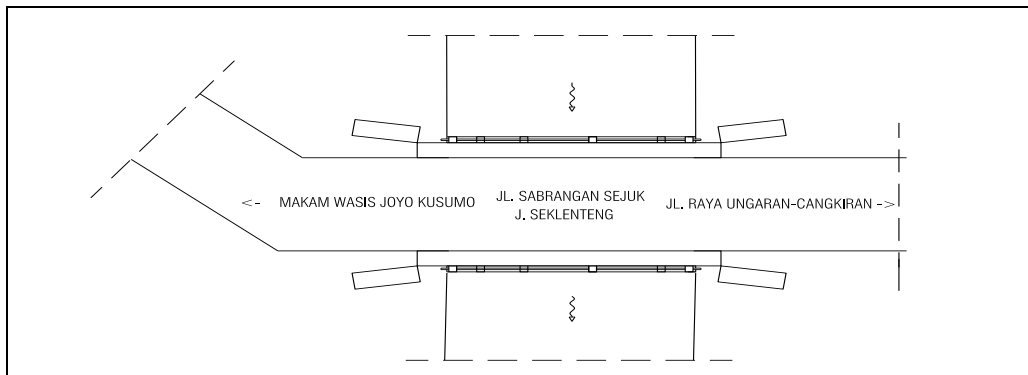 <- MAKAM WASIS JOYO KUSUMO
JL. SABRANGAN SEJUK
J. SEKLENTENG
JL. RAYA UNGARAN-CANGKIRAN ->